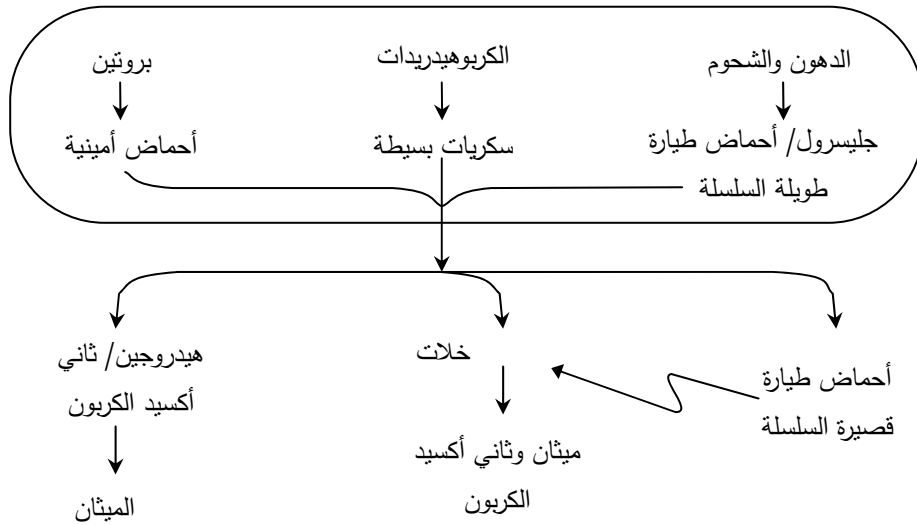 الدهون والشحوم
الكربوهيدريدات
بروتين
جليسرول/ أحماض طيارة
طويلة السلسلة
سكريات بسيطة
أحماض أمينية
أحماض طيارة
قصيرة السلسلة
خلات
هيدروجين/ ثاني
أكسيد الكربون
ميثان وثاني أكسيد
الكربون
الميثان